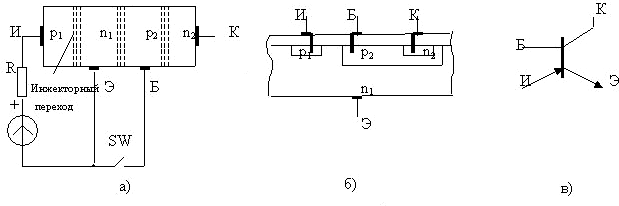 И p₁ n₁ p₂ n₂ К
R
Инжекторный
переход
Э Б
+
SW
а)
И Б К
p₁ p₂ n₂
n₁
Э
б)
К
Б
И Э
в)